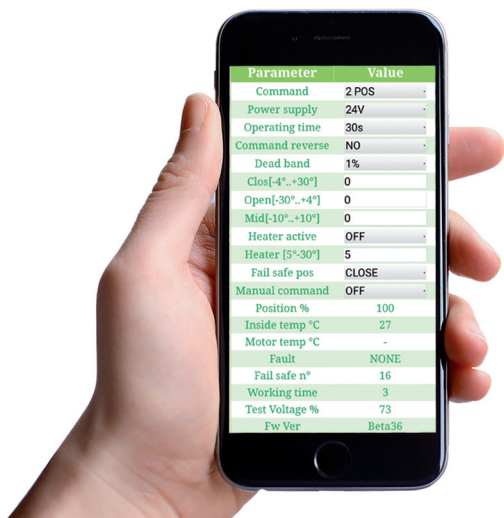 Parameter Value
Command 2 POS
Power supply 24V
Operating time 30s
Command reverse NO
Dead band 1%
Clos[-4°..+30°] 0
Open[-30°..+4°] 0
Mid[-10°..+10°] 0
Heater active OFF
Heater [5°-30°] 5
Fail safe pos CLOSE
Manual command OFF
Position % 100
Inside temp °C 27
Motor temp °C -
Fault NONE
Fail safe n° 16
Working time 3
Test Voltage % 73
Fw Ver Beta36